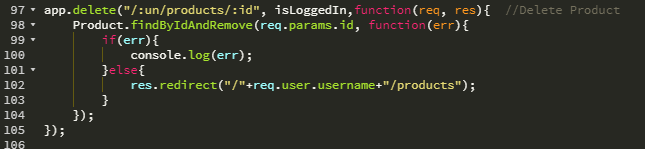 97 app.delete("/:un/products/:id", isLoggedIn,function(req, res){  //Delete Product
98     Product.findByIdAndRemove(req.params.id, function(err){
99         if(err){
100             console.log(err);
101         }else{
102             res.redirect("/"+req.user.username+"/products");
103         }
104     });
105 });
106